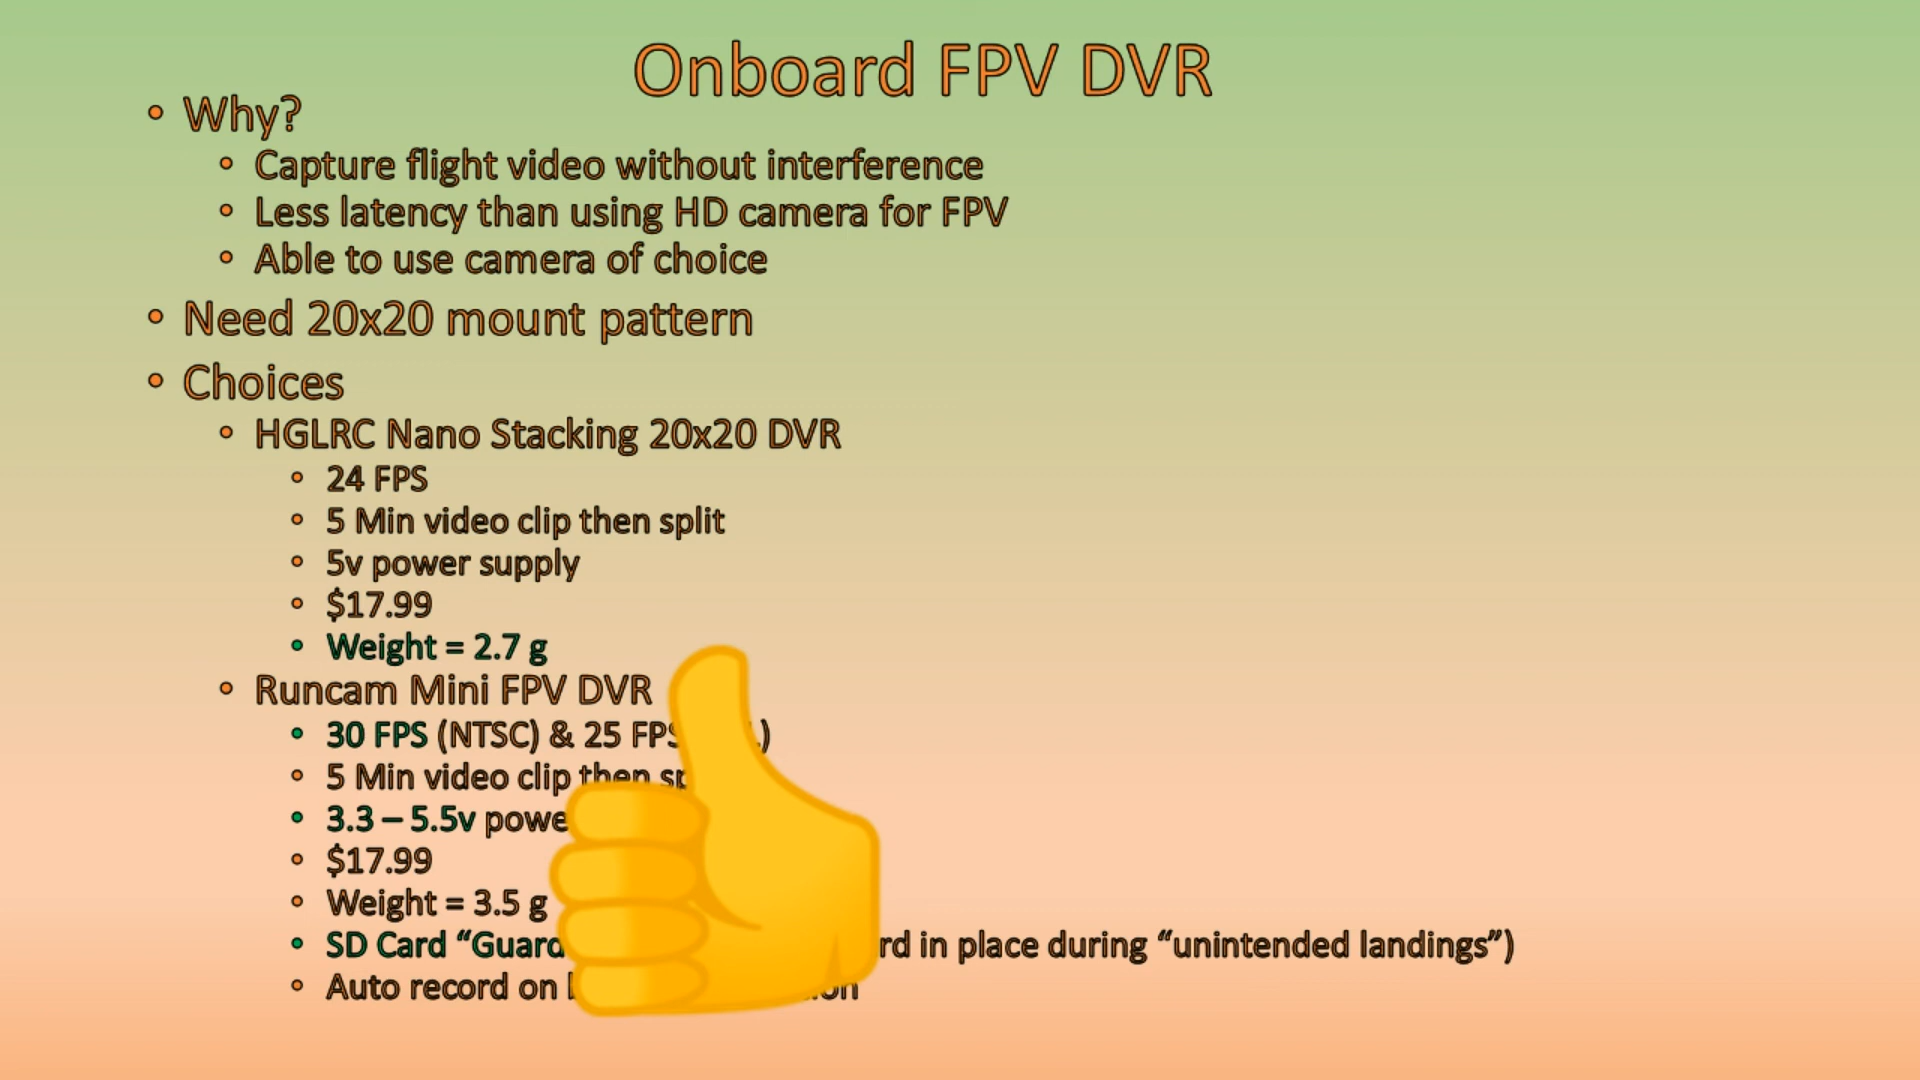 Onboard FPV DVR
• Why?
• Capture flight video without interference
• Less latency than using HD camera for FPV
• Able to use camera of choice
• Need 20x20 mount pattern
• Choices
• HGLRC Nano Stacking 20x20 DVR
• 24 FPS
• 5 Min video clip then split
• 5v power supply
• $17.99
• Weight = 2.7 g
• Runcam Mini FPV DVR
• 30 FPS (NTSC) & 25 FPS
• 5 Min video clip then
• 3.3 – 5.5v
• $17.99
• Weight = 3.5 g
• SD Card “Guard in place during “unintended landings”)
• Auto record on